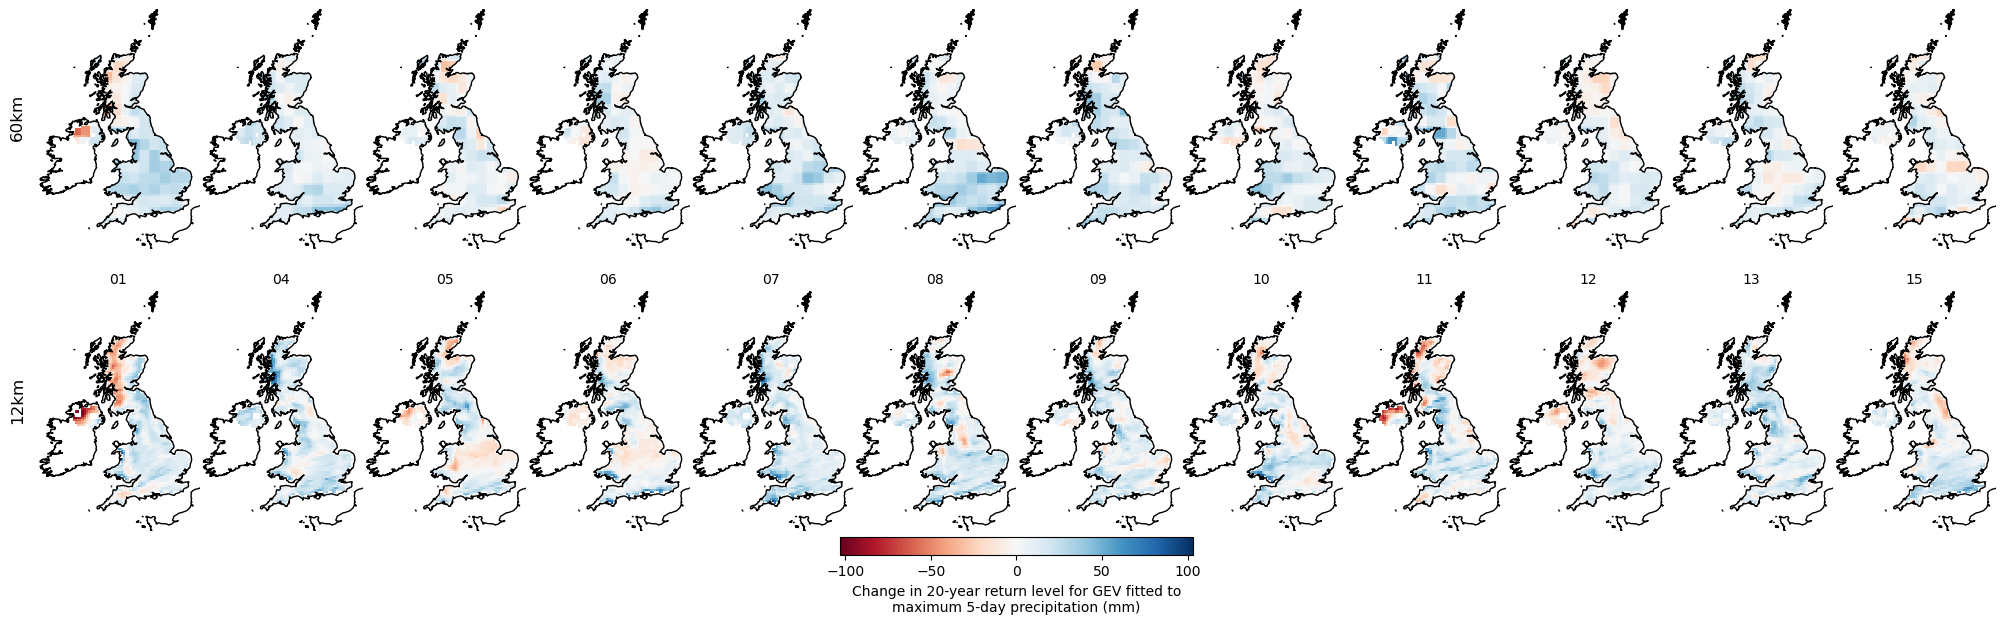 60km
01 04 05 06 07 08 09 10 11 12 13 15
12km
−100 −50 0 50 100
Change in 20-year return level for GEV fitted to
maximum 5-day precipitation (mm)